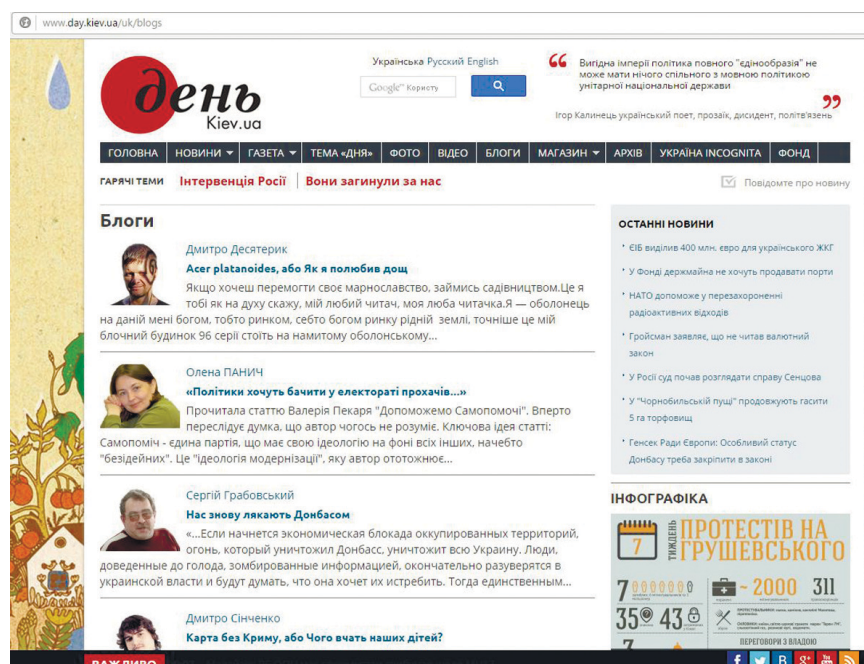 www.day.kiev.ua/uk/blogs
день
Kiev.ua
Українська Русский English
Google™ Користу
Вигідна імперії політика повного "єдінообразія" не
може мати нічого спільного з мовною політикою
унітарної національної держави
Ігор Калинець український поет, прозаїк, дисидент, політв'язень
ГОЛОВНА НОВИНИ ГАЗЕТА ТЕМА «ДНЯ» ФОТО ВІДЕО БЛОГИ МАГАЗИН АРХІВ УКРАЇНА INCOGNITA ФОНД
ГАРЯЧІ ТЕМИ Інтервенція Росії Вони загинули за нас
Повідомте про новину
Блоги
Дмитро Десятерик
Acer platanoides, або Як я полюбив дощ
Якщо хочеш перемогти своє марнославство, займись садівництвом.Це я
тобі як на духу скажу, мій любий читач, моя люба читачка.Я — оболонець
на даній мені богом, тобто ринком, себто богом ринку рідній землі, точніше це мій
блочний будинок 96 серії стоїть на намитому оболонському...
Олена ПАНИЧ
«Політики хочуть бачити у електораті прохачів...»
Прочитала статтю Валерія Пекаря "Допоможемо Самопомочі". Вперто
переслідує думка, що автор чогось не розуміє. Ключова ідея статті:
Самопоміч - єдина партія, що має свою ідеологію на фоні всіх інших, начебто
"безідейних". Це "ідеологія модернізації", яку автор ототожнює...
Сергій Грабовський
Нас знову лякають Донбасом
«...Если начнется экономическая блокада оккупированных территорий,
огонь, который уничтожил Донбасс, уничтожит всю Украину. Люди,
доведенные до голода, зомбированные информацией, окончательно разуверятся в
украинской власти и будут думать, что она хочет их истребить. Тогда единственным...
Дмитро Сінченко
Карта без Криму, або Чого вчать наших дітей?
ВАЖЛИВО
ОСТАННІ НОВИНИ
ЄІБ виділив 400 млн. євро для українського ЖКГ
У Фонді держмайна не хочуть продавати порти
НАТО допоможе у перезахороненні
радіоактивних відходів
Гройсман заявляє, що не читав валютний
закон
У Росії суд почав розглядати справу Сенцова
У "Чорнобильській пущі" продовжують гасити
5 га торфовищ
Генсек Ради Європи: Особливий статус
Донбасу треба закріпити в законі
ІНФОГРАФІКА
7 ТИЖДЕНЬ ПРОТЕСТІВ НА
ГРУШЕВСЬКОГО
7 ~ 2000 311
35 43
7 ПЕРЕГОВОРИ З ВЛАДОЮ